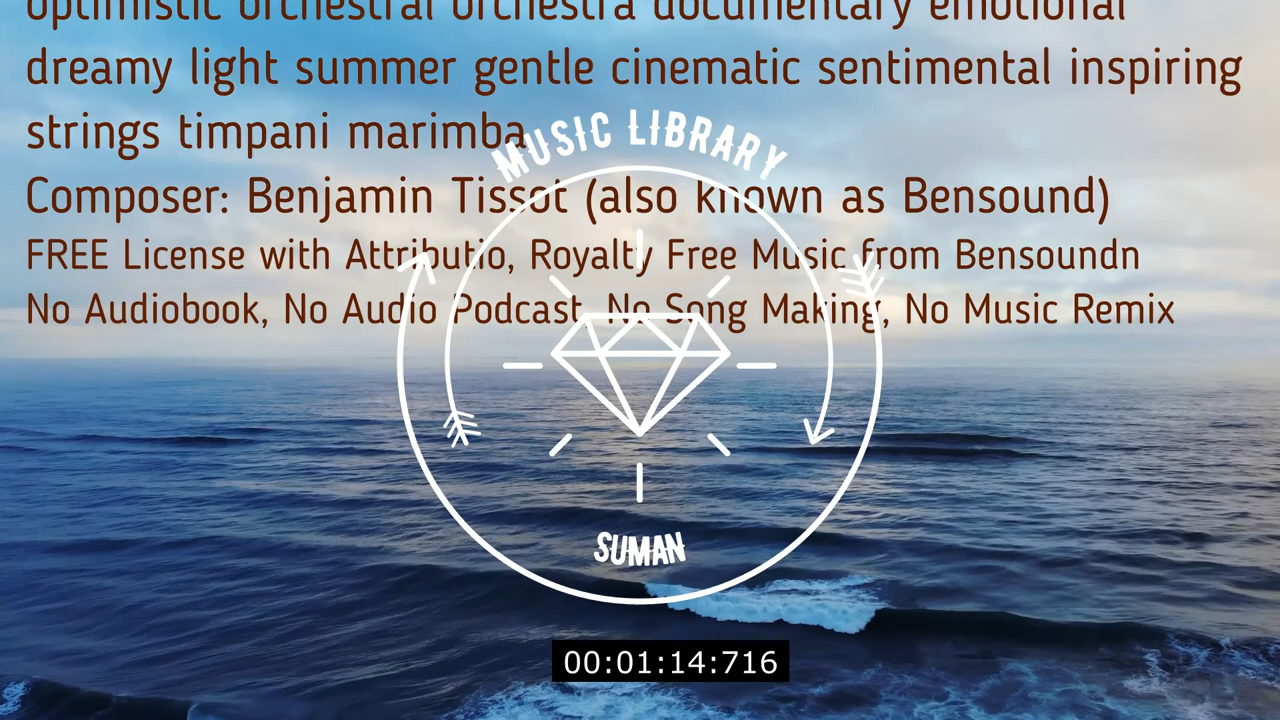 optimistic orchestral orchestra documentary emotional
dreamy light summer gentle cinematic sentimental inspiring
strings timpani marimba
MUSIC LIBRARY
Composer: Benjamin Tissot (also known as Bensound)
FREE License with Attributio, Royalty Free Music from Bensoundn
No Audiobook, No Audio Podcast, No Song Making, No Music Remix
SUMAN
00:01:14:716